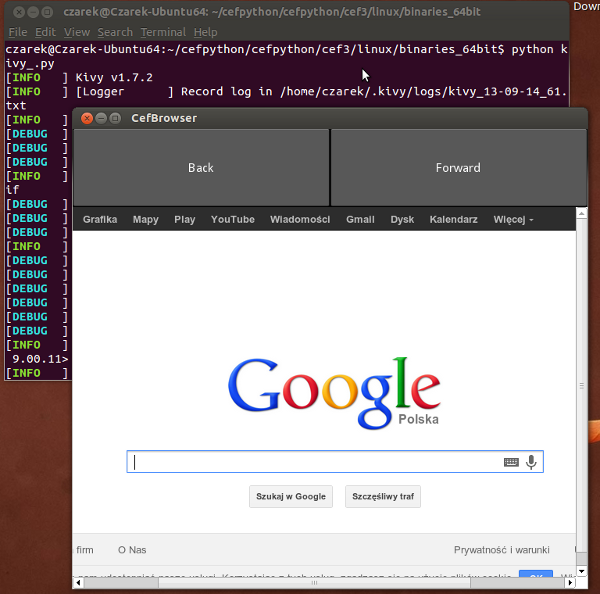 Down
czarek@Czarek-Ubuntu64: ~/cefpython/cefpython/cef3/linux/binaries_64bit
File Edit View Search Terminal Help
czarek@Czarek-Ubuntu64:~/cefpython/cefpython/cef3/linux/binaries_64bit$ python k
ivy_.py
[INFO   ] Kivy v1.7.2
[INFO   ] [Logger      ] Record log in /home/czarek/.kivy/logs/kivy_13-09-14_61.
txt
[INFO   ]
[DEBUG  ]
[DEBUG  ]
[DEBUG  ]
[INFO   ]
if
[DEBUG  ]
[DEBUG  ]
[DEBUG  ]
[INFO   ]
[DEBUG  ]
[DEBUG  ]
[DEBUG  ]
[DEBUG  ]
[DEBUG  ]
[DEBUG  ]
[INFO   ]
9.00.11>
[INFO   ]
CefBrowser
Back Forward
Grafika Mapy Play YouTube Wiadomości Gmail Dysk Kalendarz Więcej
Google
Polska
Szukaj w Google Szczęśliwy traf
firm O Nas Prywatność i warunki
OK